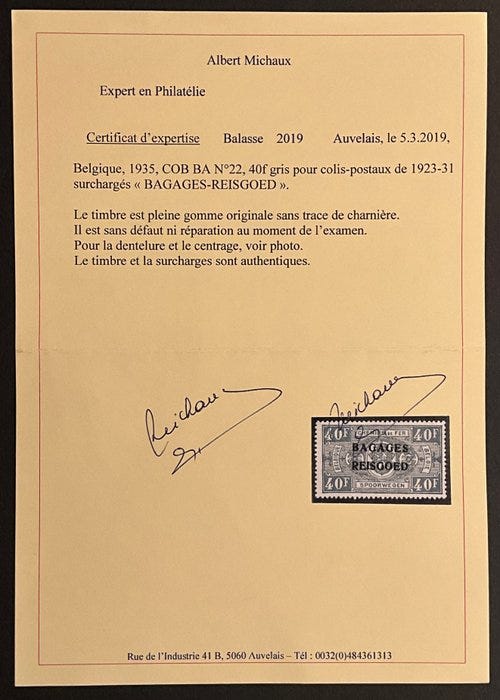 Albert Michaux
Expert en Philatélie
Certificat d'expertise Balasse 2019 Auvelais, le 5.3.2019,
Belgique, 1935, COB BA N°22, 40f gris pour colis-postaux de 1923-31
surchargés « BAGAGES-REISGOED ».
Le timbre est pleine gomme originale sans trace de charnière.
Il est sans défaut ni réparation au moment de l'examen.
Pour la dentelure et le centrage, voir photo.
Le timbre et la surcharges sont authentiques.
40F 40F
BAGAGES
REISGOED
40F SPOORWEGEN 40F
Rue de l'Industrie 41 B, 5060 Auvelais – Tél : 0032(0)484361313